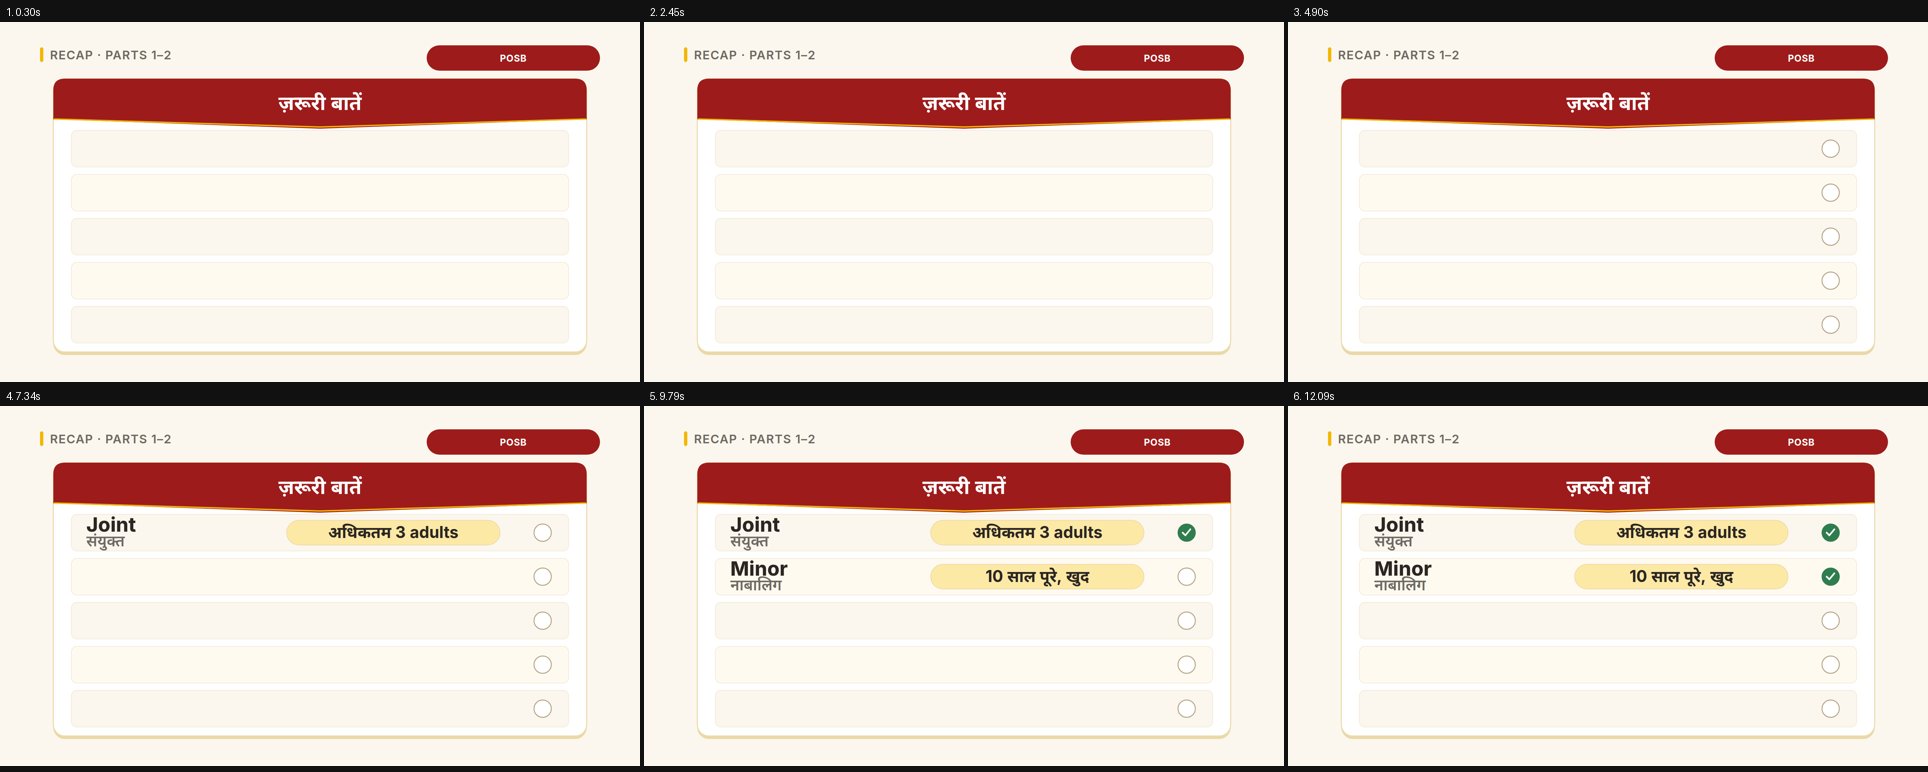 1. 0.30s
RECAP · PARTS 1–2
POSB
ज़रूरी बातें
2. 2.45s
RECAP · PARTS 1–2
POSB
ज़रूरी बातें
3. 4.90s
RECAP · PARTS 1–2
POSB
ज़रूरी बातें
4. 7.34s
RECAP · PARTS 1–2
POSB
ज़रूरी बातें
Joint
संयुक्त
अधिकतम 3 adults
5. 9.79s
RECAP · PARTS 1–2
POSB
ज़रूरी बातें
Joint
संयुक्त
अधिकतम 3 adults
Minor
नाबालिग
10 साल पूरे, खुद
6. 12.09s
RECAP · PARTS 1–2
POSB
ज़रूरी बातें
Joint
संयुक्त
अधिकतम 3 adults
Minor
नाबालिग
10 साल पूरे, खुद